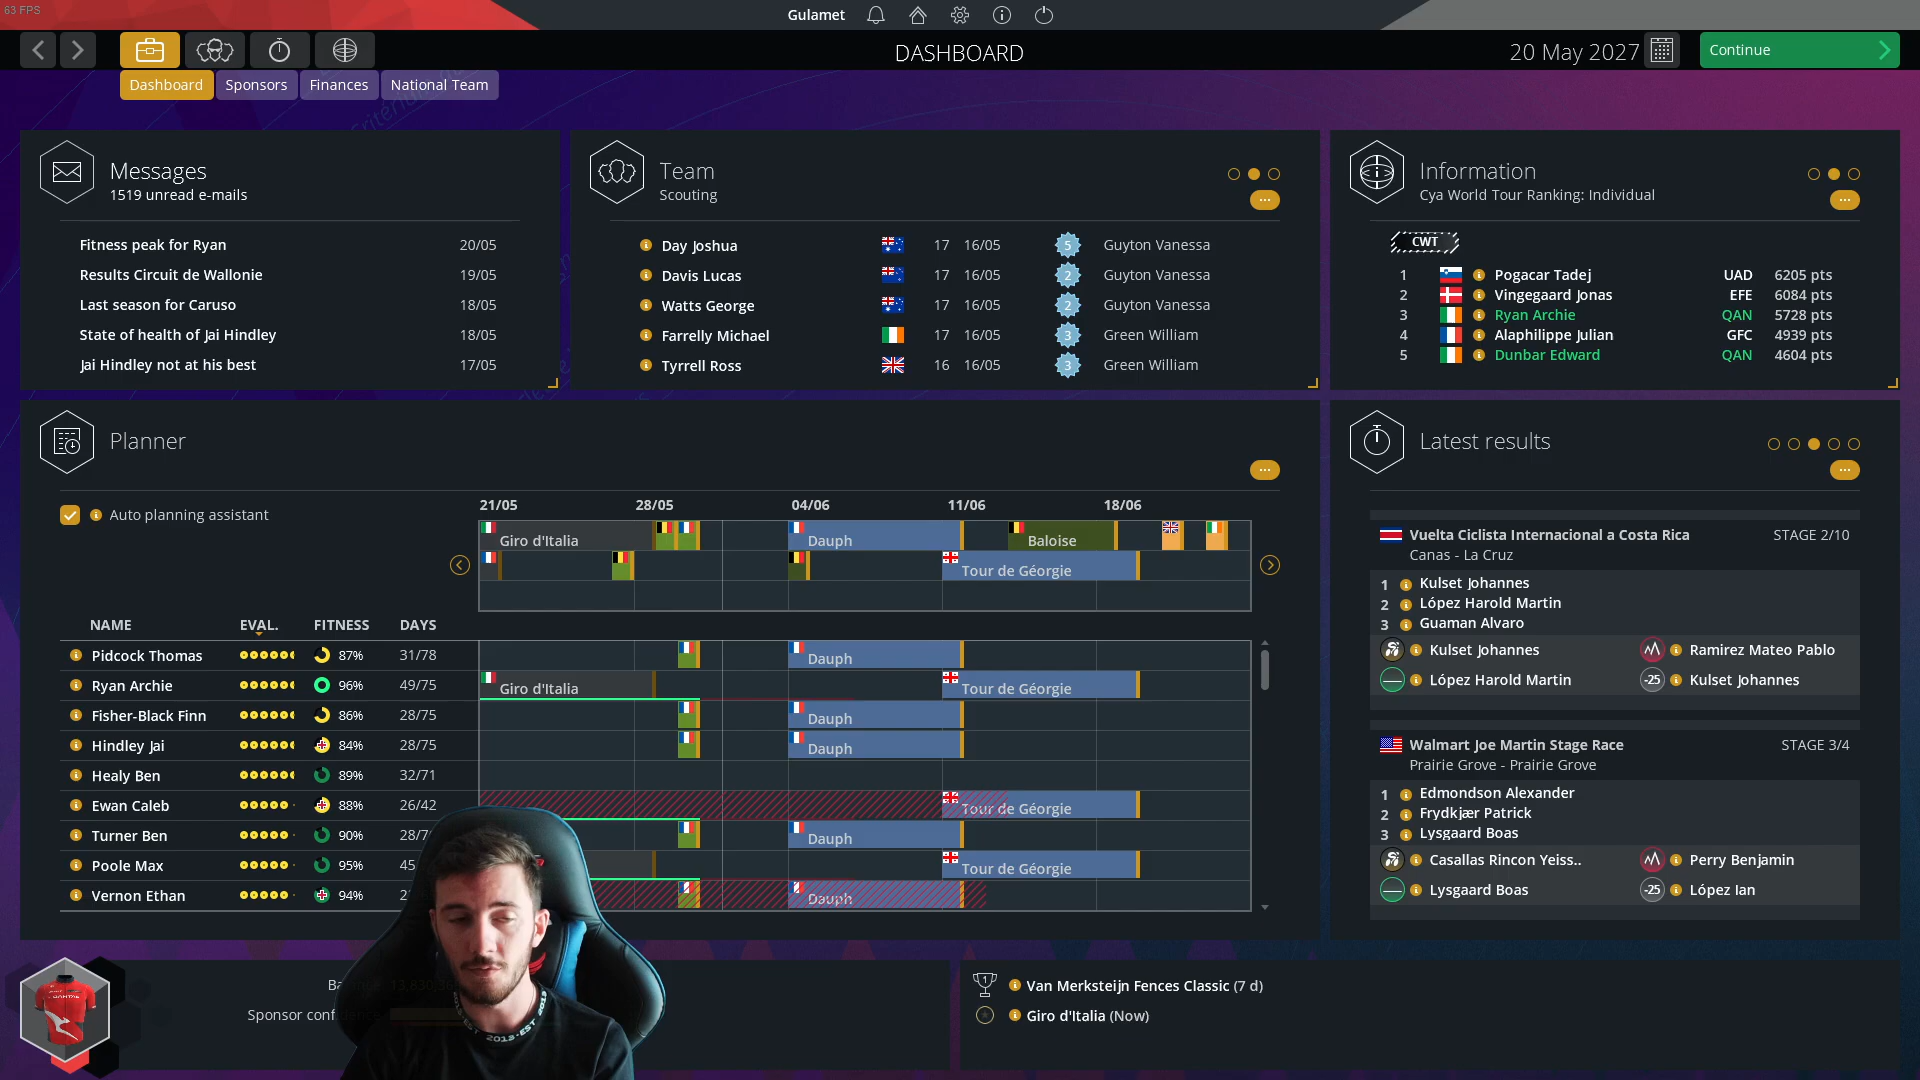 63 FPS
Gulamet
DASHBOARD
20 May 2027
Continue
Dashboard
Sponsors
Finances
National Team
Messages
1519 unread e-mails
Fitness peak for Ryan 20/05
Results Circuit de Wallonie 19/05
Last season for Caruso 18/05
State of health of Jai Hindley 18/05
Jai Hindley not at his best 17/05
Team
Scouting
Day Joshua 17 16/05 5 Guyton Vanessa
Davis Lucas 17 16/05 2 Guyton Vanessa
Watts George 17 16/05 2 Guyton Vanessa
Farrelly Michael 17 16/05 3 Green William
Tyrrell Ross 16 16/05 3 Green William
Information
Cya World Tour Ranking: Individual
CWT
1 Pogacar Tadej UAD 6205 pts
2 Vingegaard Jonas EFE 6084 pts
3 Ryan Archie QAN 5728 pts
4 Alaphilippe Julian GFC 4939 pts
5 Dunbar Edward QAN 4604 pts
Planner
Auto planning assistant
21/05 28/05 04/06 11/06 18/06
Giro d'Italia Dauph Baloise
Tour de Géorgie
NAME EVAL. FITNESS DAYS
Pidcock Thomas 87% 31/78 Dauph
Ryan Archie 96% 49/75 Giro d'Italia Tour de Géorgie
Fisher-Black Finn 86% 28/75 Dauph
Hindley Jai 84% 28/75 Dauph
Healy Ben 89% 32/71
Ewan Caleb 88% 26/42 Tour de Géorgie
Turner Ben 90% Dauph
Poole Max 95% Tour de Géorgie
Vernon Ethan 94% Dauph
Latest results
Vuelta Ciclista Internacional a Costa Rica STAGE 2/10
Canas - La Cruz
1 Kulset Johannes
2 López Harold Martin
3 Guaman Alvaro
Kulset Johannes Ramirez Mateo Pablo
López Harold Martin -25 Kulset Johannes
Walmart Joe Martin Stage Race STAGE 3/4
Prairie Grove - Prairie Grove
1 Edmondson Alexander
2 Frydkjær Patrick
3 Lysgaard Boas
Casallas Rincon Yeiss.. Perry Benjamin
Lysgaard Boas -25 López Ian
Sponsor
Van Merksteijn Fences Classic (7 d)
Giro d'Italia (Now)